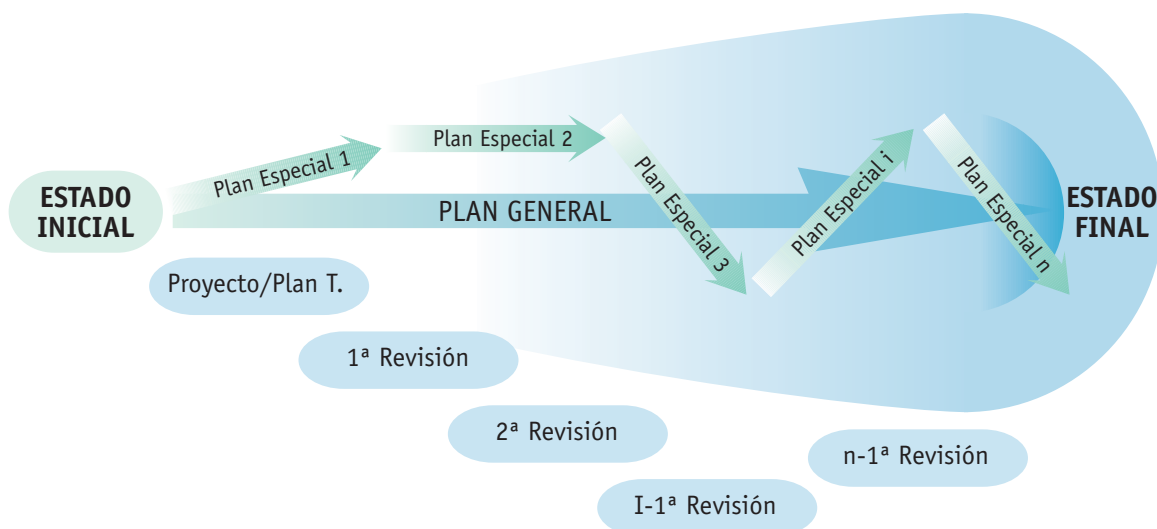 ESTADO
INICIAL
Plan Especial 1
Plan Especial 2
Plan Especial 3
Plan Especial i
Plan Especial n
PLAN GENERAL
ESTADO
FINAL
Proyecto/Plan T.
1ª Revisión
2ª Revisión
I-1ª Revisión
n-1ª Revisión